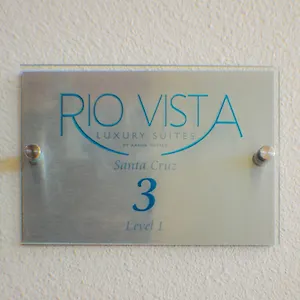 RIO VISTA
LUXURY SUITES
Santa Cruz
3
Level 1